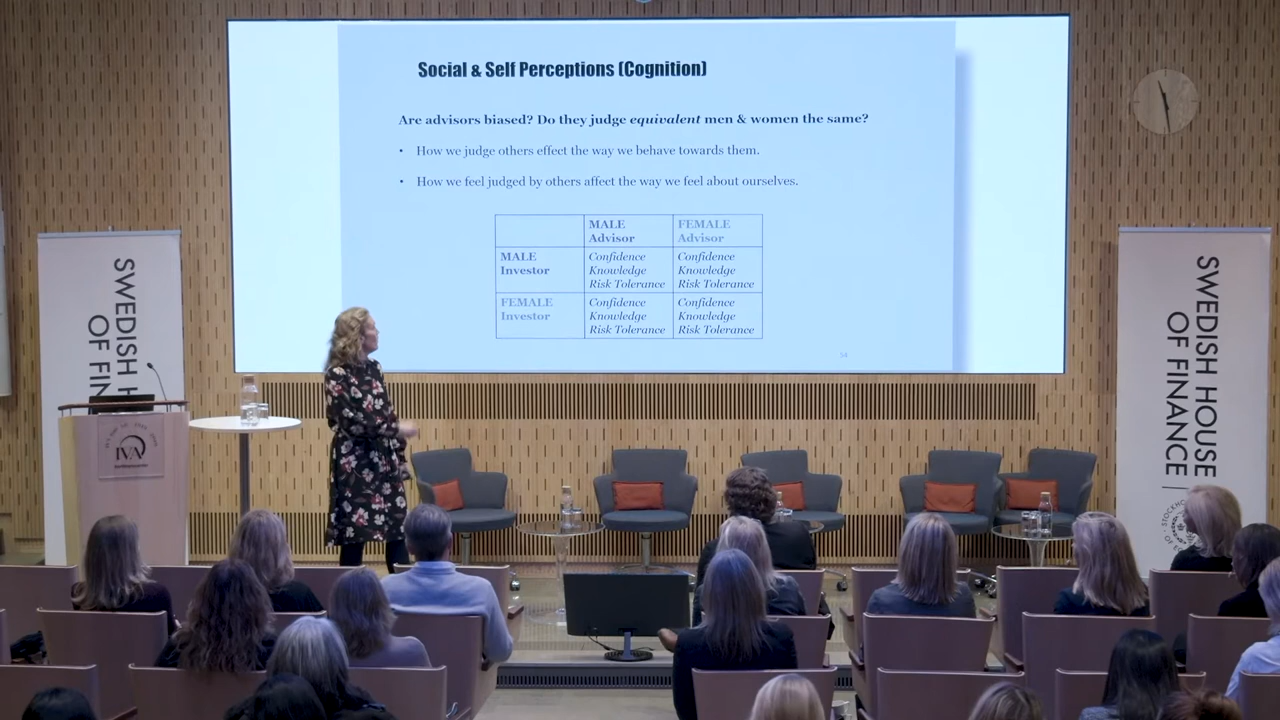 Social & Self Perceptions (Cognition)
Are advisors biased? Do they judge equivalent men & women the same?
• How we judge others effect the way we behave towards them.
• How we feel judged by others affect the way we feel about ourselves.
MALE Advisor
FEMALE Advisor
MALE Investor
Confidence
Knowledge
Risk Tolerance
Confidence
Knowledge
Risk Tolerance
FEMALE Investor
Confidence
Knowledge
Risk Tolerance
Confidence
Knowledge
Risk Tolerance
54
SWEDISH H
OF FIN
IVA
SWEDISH HOUSE
OF FINANCE